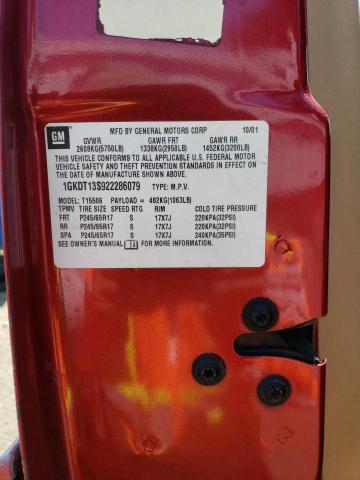 GM
MFD BY GENERAL MOTORS CORP 10/01
GVWR GAWR FRT GAWR RR
2608KG(5750LB) 1338KG(2950LB) 1452KG(3200LB)
THIS VEHICLE CONFORMS TO ALL APPLICABLE U.S. FEDERAL MOTOR
VEHICLE SAFETY AND THEFT PREVENTION STANDARDS IN EFFECT ON
THE DATE OF MANUFACTURE SHOWN ABOVE.
1GKDT13S922286079 TYPE: M.P.V.
MODEL: T15506 PAYLOAD = 482KG(1063LB)
TPMV TIRE SIZE SPEED RTG RIM COLD TIRE PRESSURE
FRT P245/65R17 S 17X7J 220KPA(32PSI)
RR P245/65R17 S 17X7J 220KPA(32PSI)
SPA P245/65R17 S 17X7J 240KPA(35PSI)
SEE OWNER'S MANUAL FOR MORE INFORMATION.